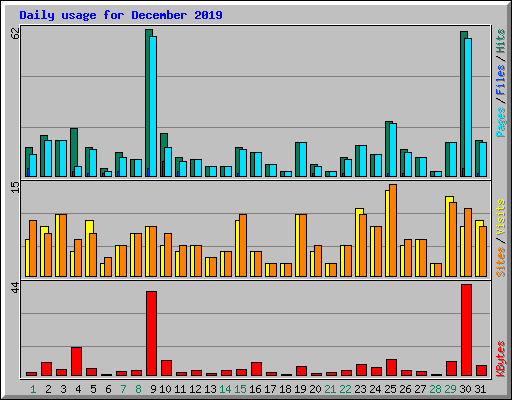 Daily usage for December 2019
62
Pages / Files / Hits
15
Sites / Visits
44
KBytes
1 2 3 4 5 6 7 8 9 10 11 12 13 14 15 16 17 18 19 20 21 22 23 24 25 26 27 28 29 30 31